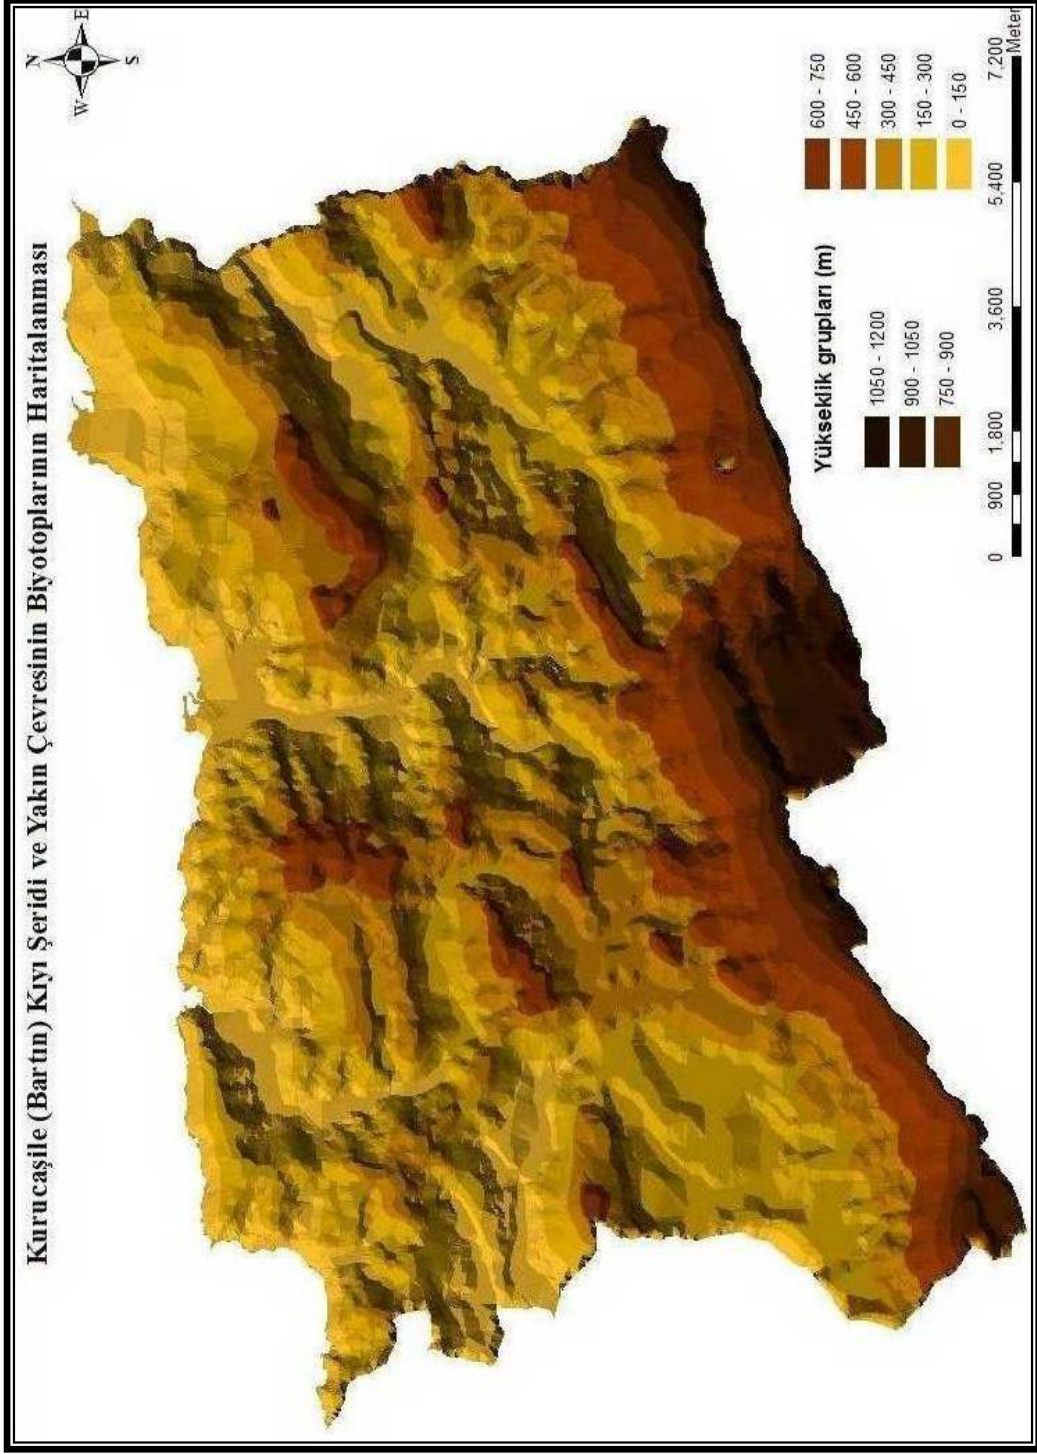 Kurucaşile (Bartın) Kıyı Şeridi ve Yakın Çevresinin Biyotoplarının Haritalanması
N
W
E
S
Yükseklik grupları (m)
1050 - 1200
900 - 1050
750 - 900
600 - 750
450 - 600
300 - 450
150 - 300
0 - 150
0 900 1.800 3,600 5,400 7,200
Meter